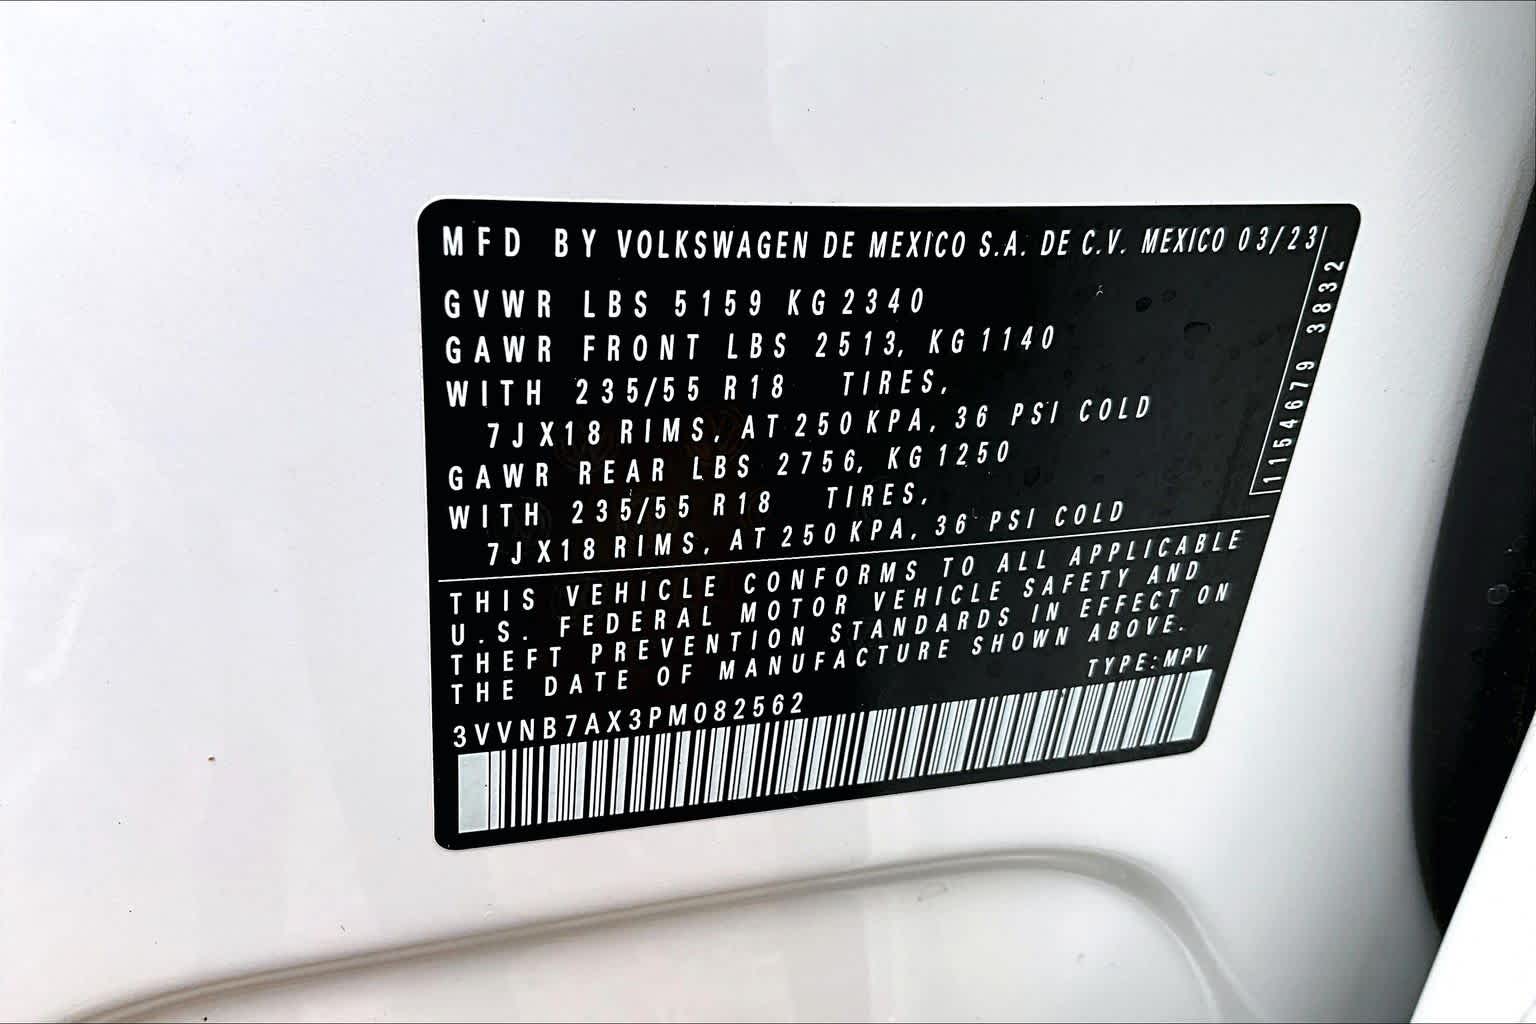 MFD BY VOLKSWAGEN DE MEXICO S.A. DE C.V. MEXICO 03/23
GVWR LBS 5159 KG 2340
GAWR FRONT LBS 2513, KG 1140
WITH 235/55 R18 TIRES,
7JX18 RIMS, AT 250 KPA, 36 PSI COLD
GAWR REAR LBS 2756, KG 1250
WITH 235/55 R18 TIRES,
7JX18 RIMS, AT 250 KPA, 36 PSI COLD
1154679 3832
THIS VEHICLE CONFORMS TO ALL APPLICABLE
U.S. FEDERAL MOTOR VEHICLE SAFETY AND
THEFT PREVENTION STANDARDS IN EFFECT ON
THE DATE OF MANUFACTURE SHOWN ABOVE.
TYPE:MPV
3VVNB7AX3PM082562